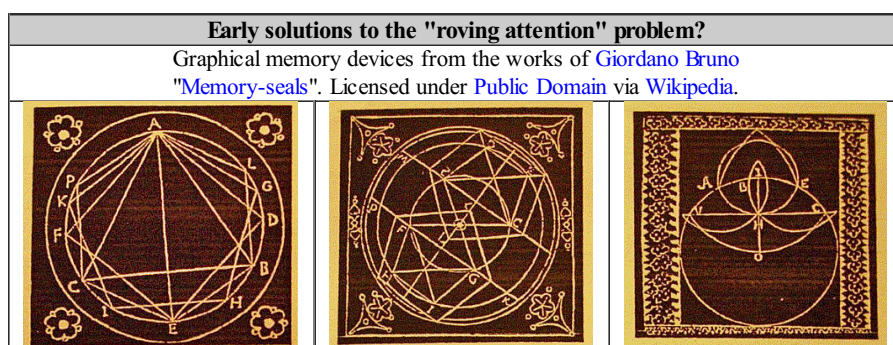 Early solutions to the "roving attention" problem?
Graphical memory devices from the works of Giordano Bruno
"Memory-seals". Licensed under Public Domain via Wikipedia.
A
L
P
G
K
D
F
B
C
H
I
E
A
B
E
N
H
O